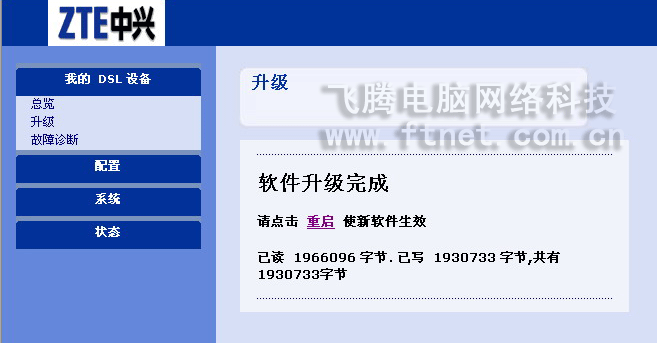 ZTE中兴
我的 DSL 设备
总览
升级
故障诊断
配置
系统
状态
升级
飞腾电脑网络科技
www.ftnet.com.cn
软件升级完成
请点击 重启 使新软件生效
已读 1966096 字节. 已写 1930733 字节,共有
1930733字节